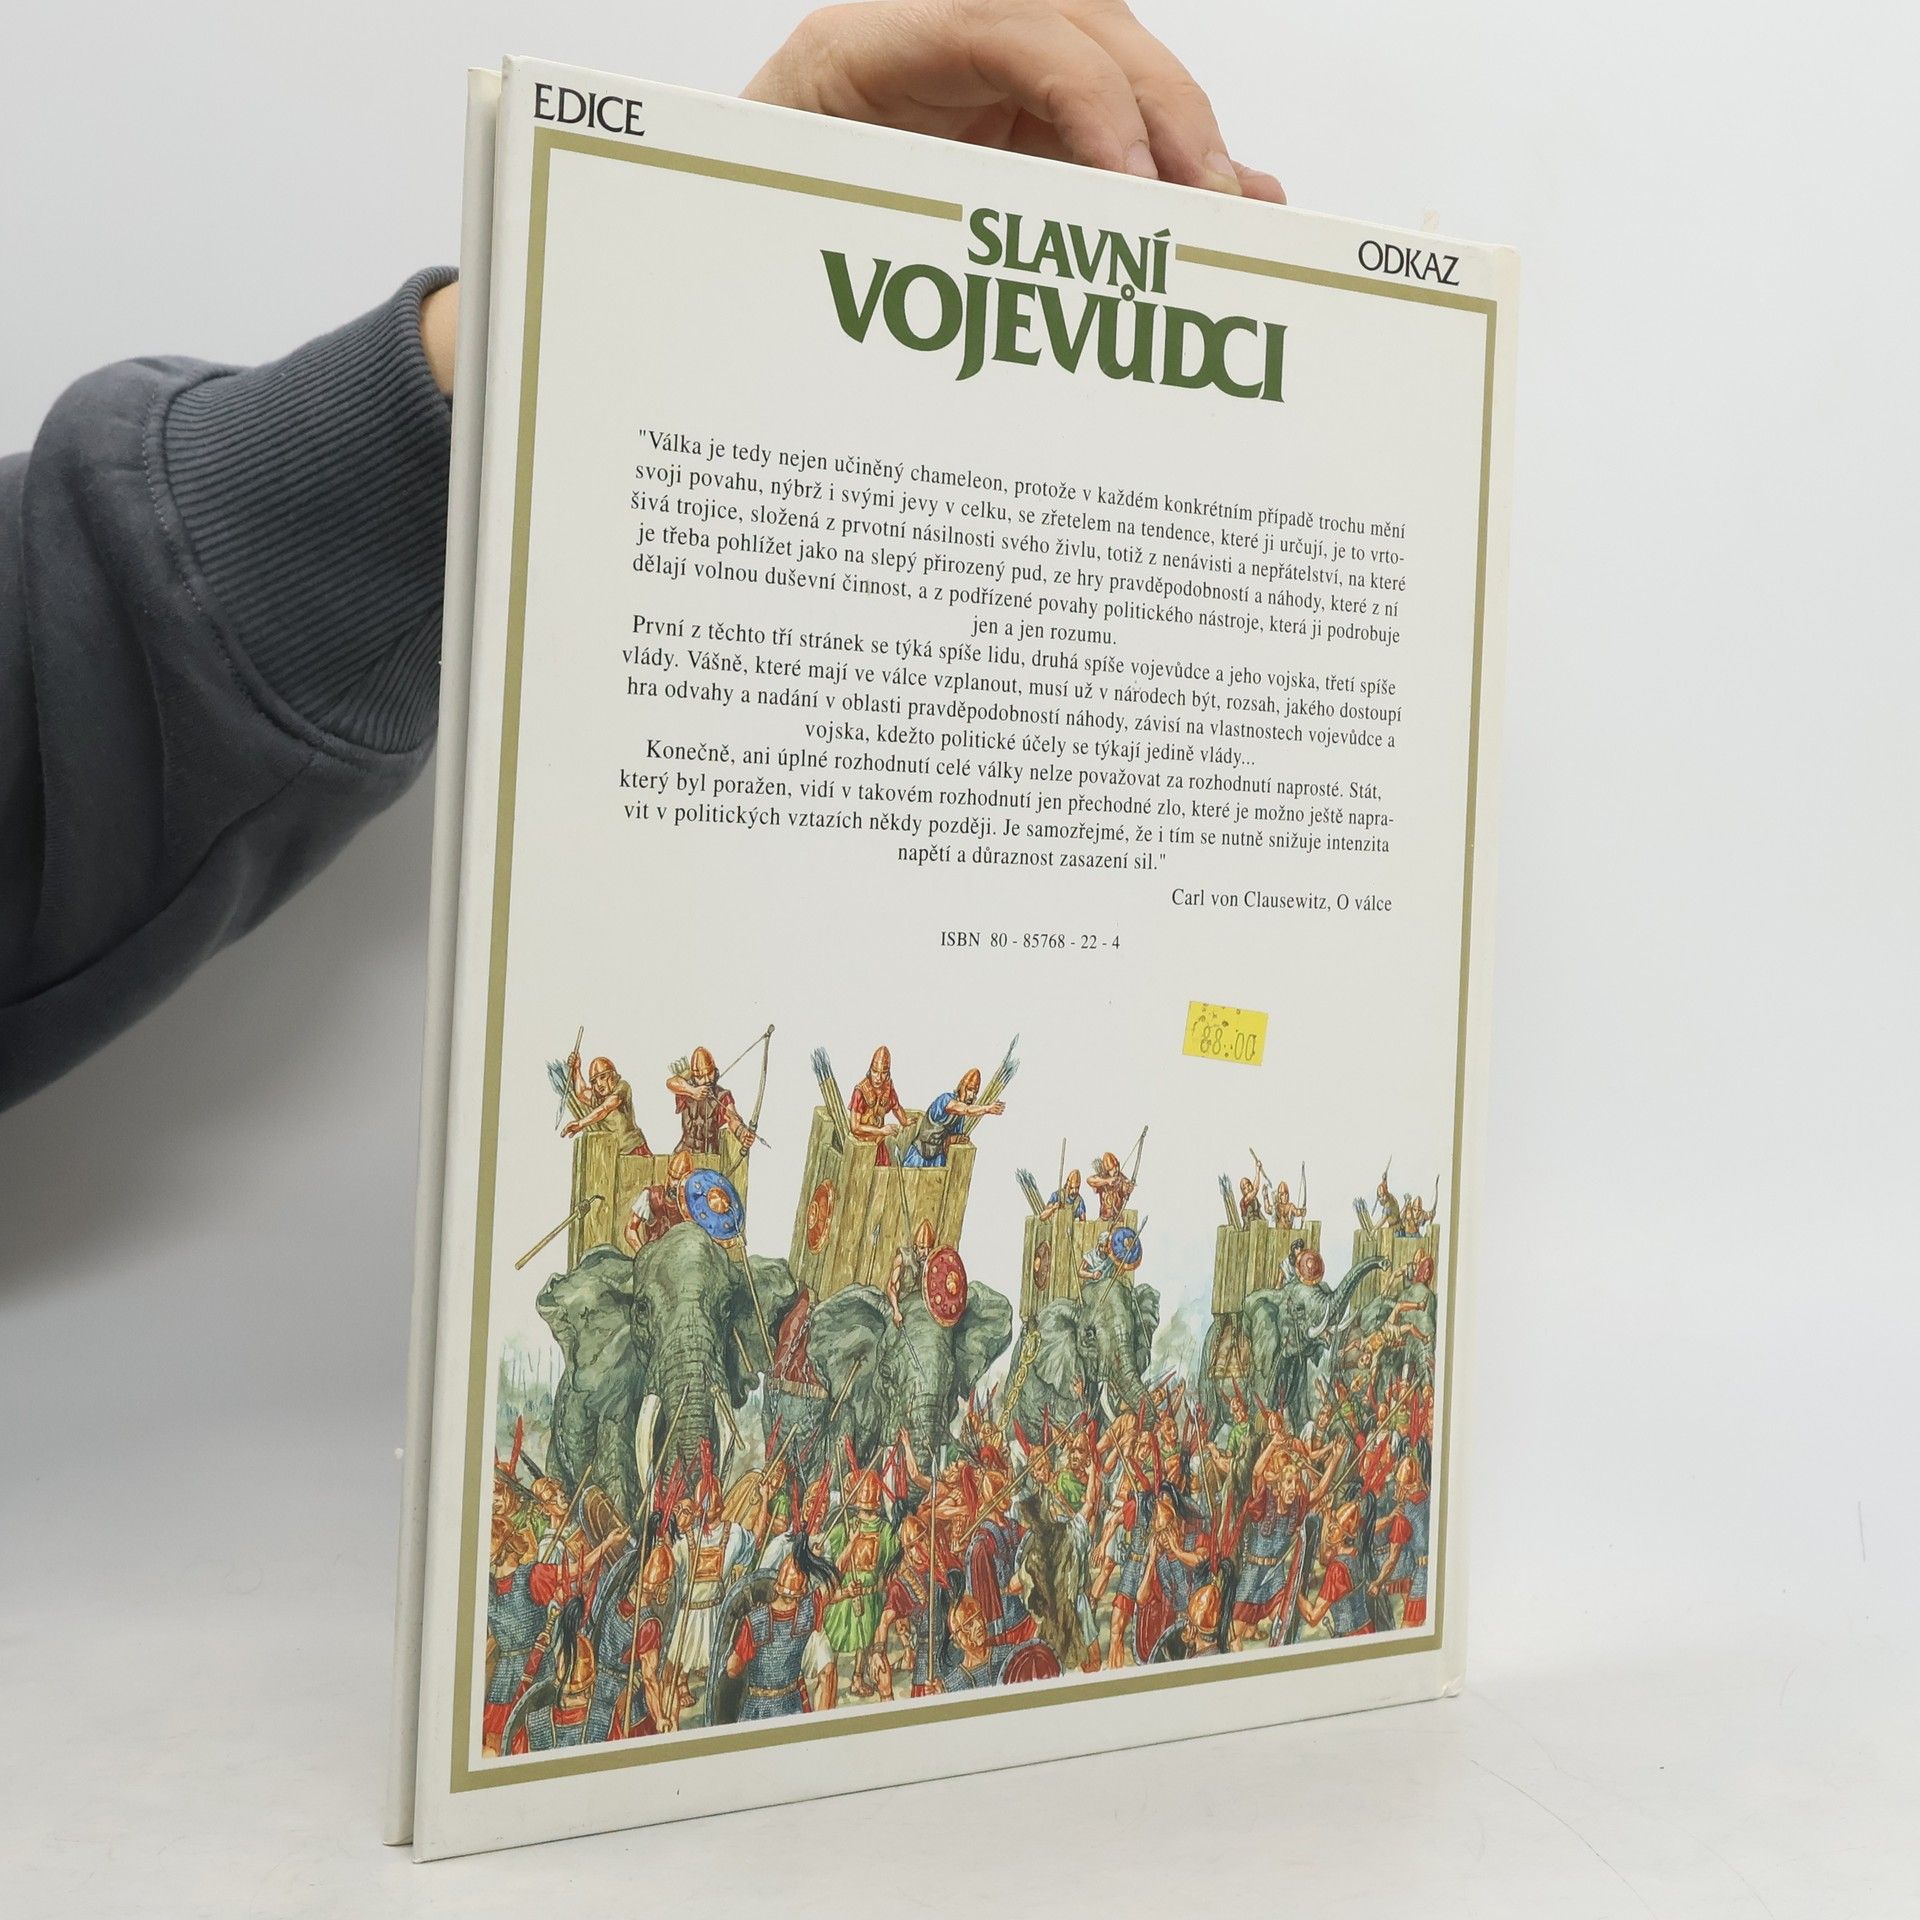 EDICE
ODKAZ
SLAVNÍ
VOJEVŮDCI
"Válka je tedy nejen učiněný chameleon, protože v každém konkrétním případě trochu mění
svoji povahu, nýbrž i svými jevy v celku, se zřetelem na tendence, které ji určují, je to vrto-
šivá trojice, složená z prvotní násilnosti svého živlu, totiž z nenávisti a nepřátelství, na které
je třeba pohlížet jako na slepý přirozený pud, ze hry pravděpodobností a náhody, které z ní
dělají volnou duševní činnost, a z podřízené povahy politického nástroje, která ji podrobuje
jen a jen rozumu.
První z těchto tří stránek se týká spíše lidu, druhá spíše vojevůdce a jeho vojska, třetí spíše
vlády. Vášně, které mají ve válce vzplanout, musí už v národech být, rozsah, jakého dostoupí
hra odvahy a nadání v oblasti pravděpodobností náhody, závisí na vlastnostech vojevůdce a
vojska, kdežto politické účely se týkají jedině vlády...
Konečně, ani úplné rozhodnutí celé války nelze považovat za rozhodnutí naprosté. Stát,
který byl poražen, vidí v takovém rozhodnutí jen přechodné zlo, které je možno ještě napra-
vit v politických vztazích někdy později. Je samozřejmé, že i tím se nutně snižuje intenzita
napětí a důraznost zasazení sil."
Carl von Clausewitz, O válce
ISBN 80 - 85768 - 22 - 4
88.00